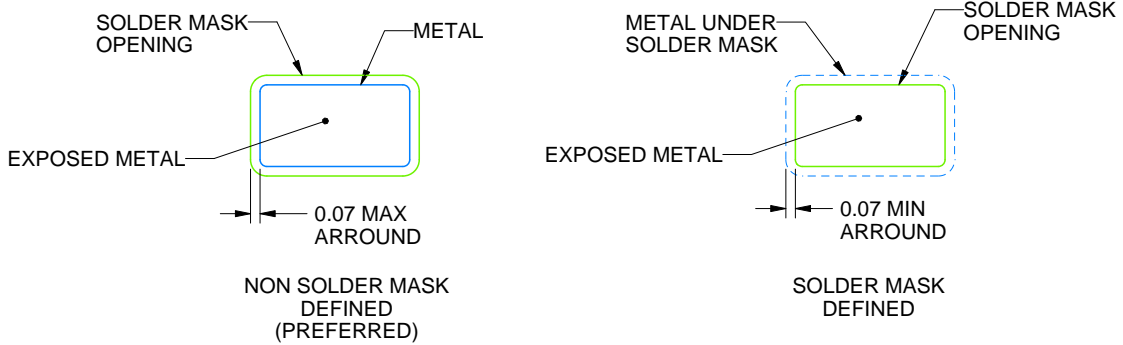 SOLDER MASK
OPENING
METAL
EXPOSED METAL
0.07 MAX
ARROUND
NON SOLDER MASK
DEFINED
(PREFERRED)
METAL UNDER
SOLDER MASK
SOLDER MASK
OPENING
EXPOSED METAL
0.07 MIN
ARROUND
SOLDER MASK
DEFINED